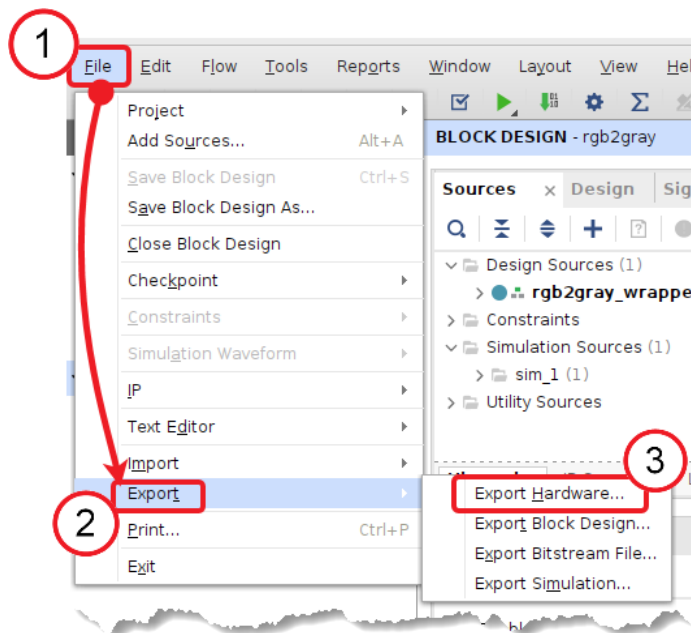 1
File Edit Flow Tools Reports Window Layout View
Project
Add Sources... Alt+A
Save Block Design Ctrl+S
Save Block Design As...
Close Block Design
Checkpoint
Constraints
Simulation Waveform
IP
Text Editor
Import
Export
Print... Ctrl+P
Exit
2
BLOCK DESIGN - rgb2gray
Sources × Design
Design Sources (1)
rgb2gray_wrappe
Constraints
Simulation Sources (1)
sim_1 (1)
Utility Sources
3
Export Hardware...
Export Block Design...
Export Bitstream File...
Export Simulation...